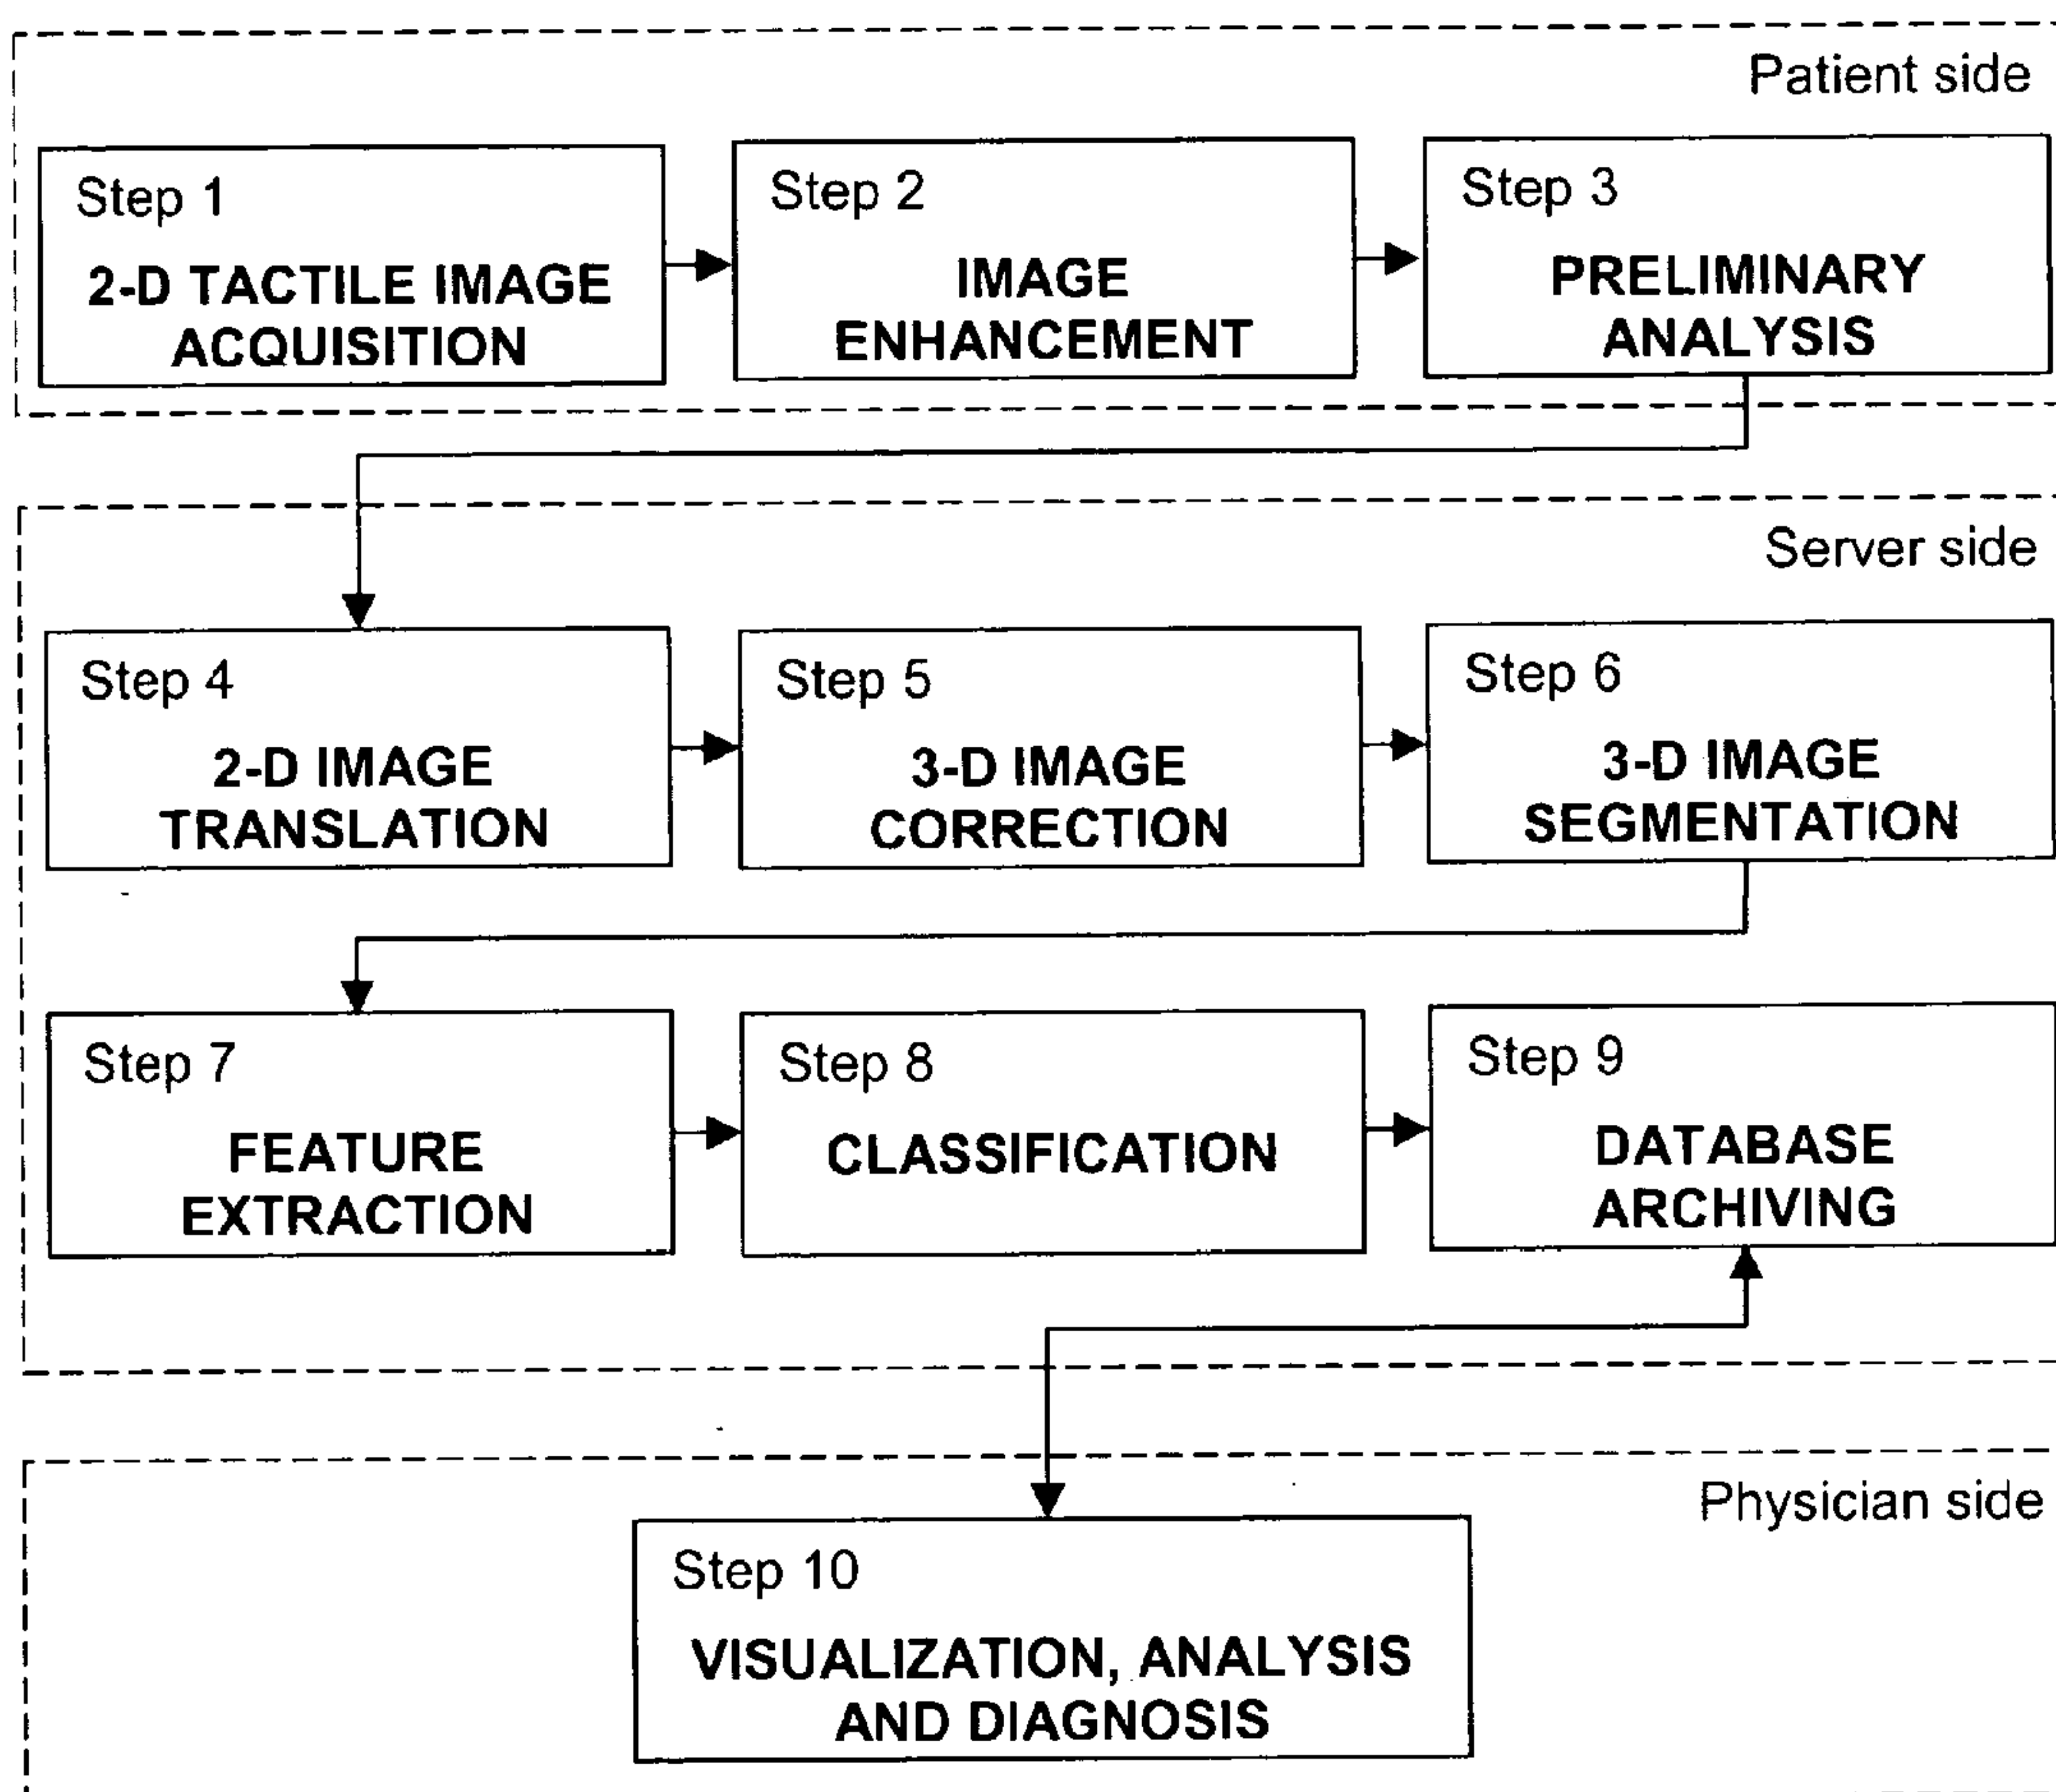 Patient side
Step 1
2-D TACTILE IMAGE
ACQUISITION
Step 2
IMAGE
ENHANCEMENT
Step 3
PRELIMINARY
ANALYSIS
Server side
Step 4
2-D IMAGE
TRANSLATION
Step 5
3-D IMAGE
CORRECTION
Step 6
3-D IMAGE
SEGMENTATION
Step 7
FEATURE
EXTRACTION
Step 8
CLASSIFICATION
Step 9
DATABASE
ARCHIVING
Physician side
Step 10
VISUALIZATION, ANALYSIS
AND DIAGNOSIS